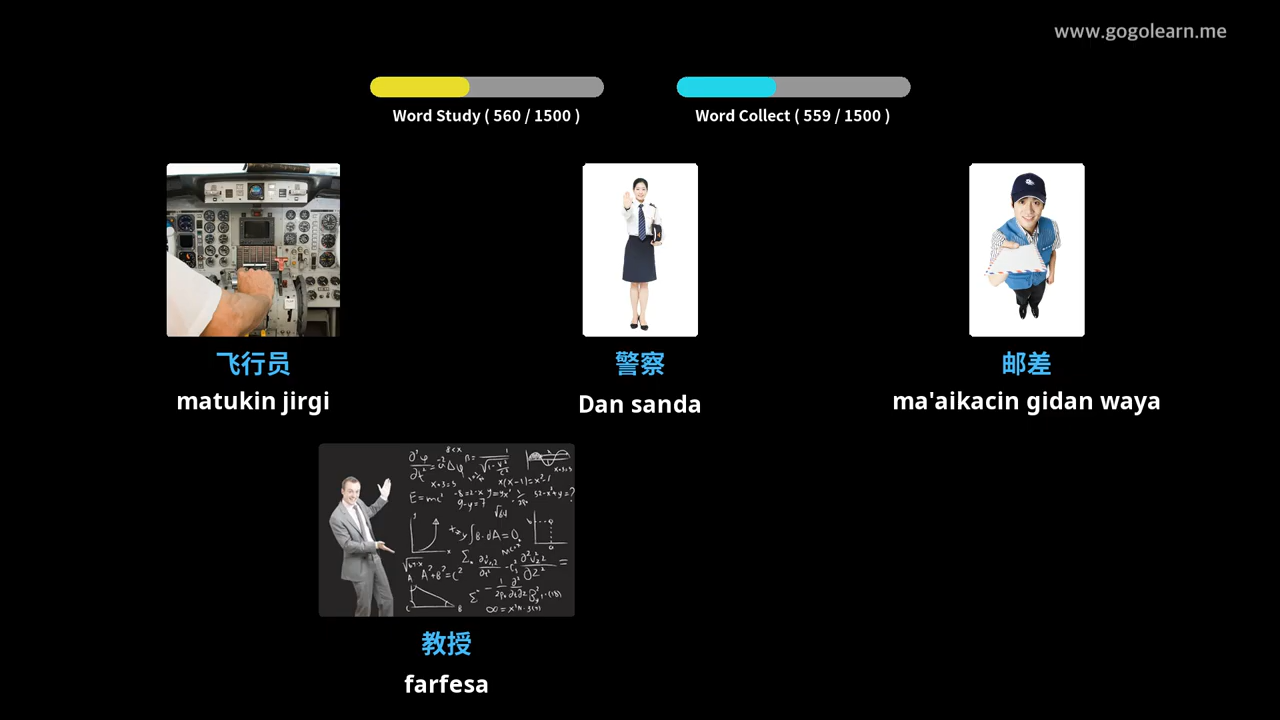 www.gogolearn.me
Word Study ( 560 / 1500 )
Word Collect ( 559 / 1500 )
飞行员
警察
邮差
matukin jirgi
Dan sanda
ma'aikacin gidan waya
教授
farfesa